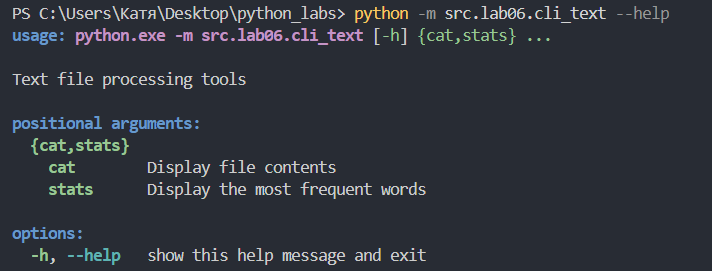 PS C:\Users\Катя\Desktop\python_labs> python -m src.lab06.cli_text --help
usage: python.exe -m src.lab06.cli_text [-h] {cat,stats} ...
Text file processing tools
positional arguments:
{cat,stats}
cat Display file contents
stats Display the most frequent words
options:
-h, --help show this help message and exit